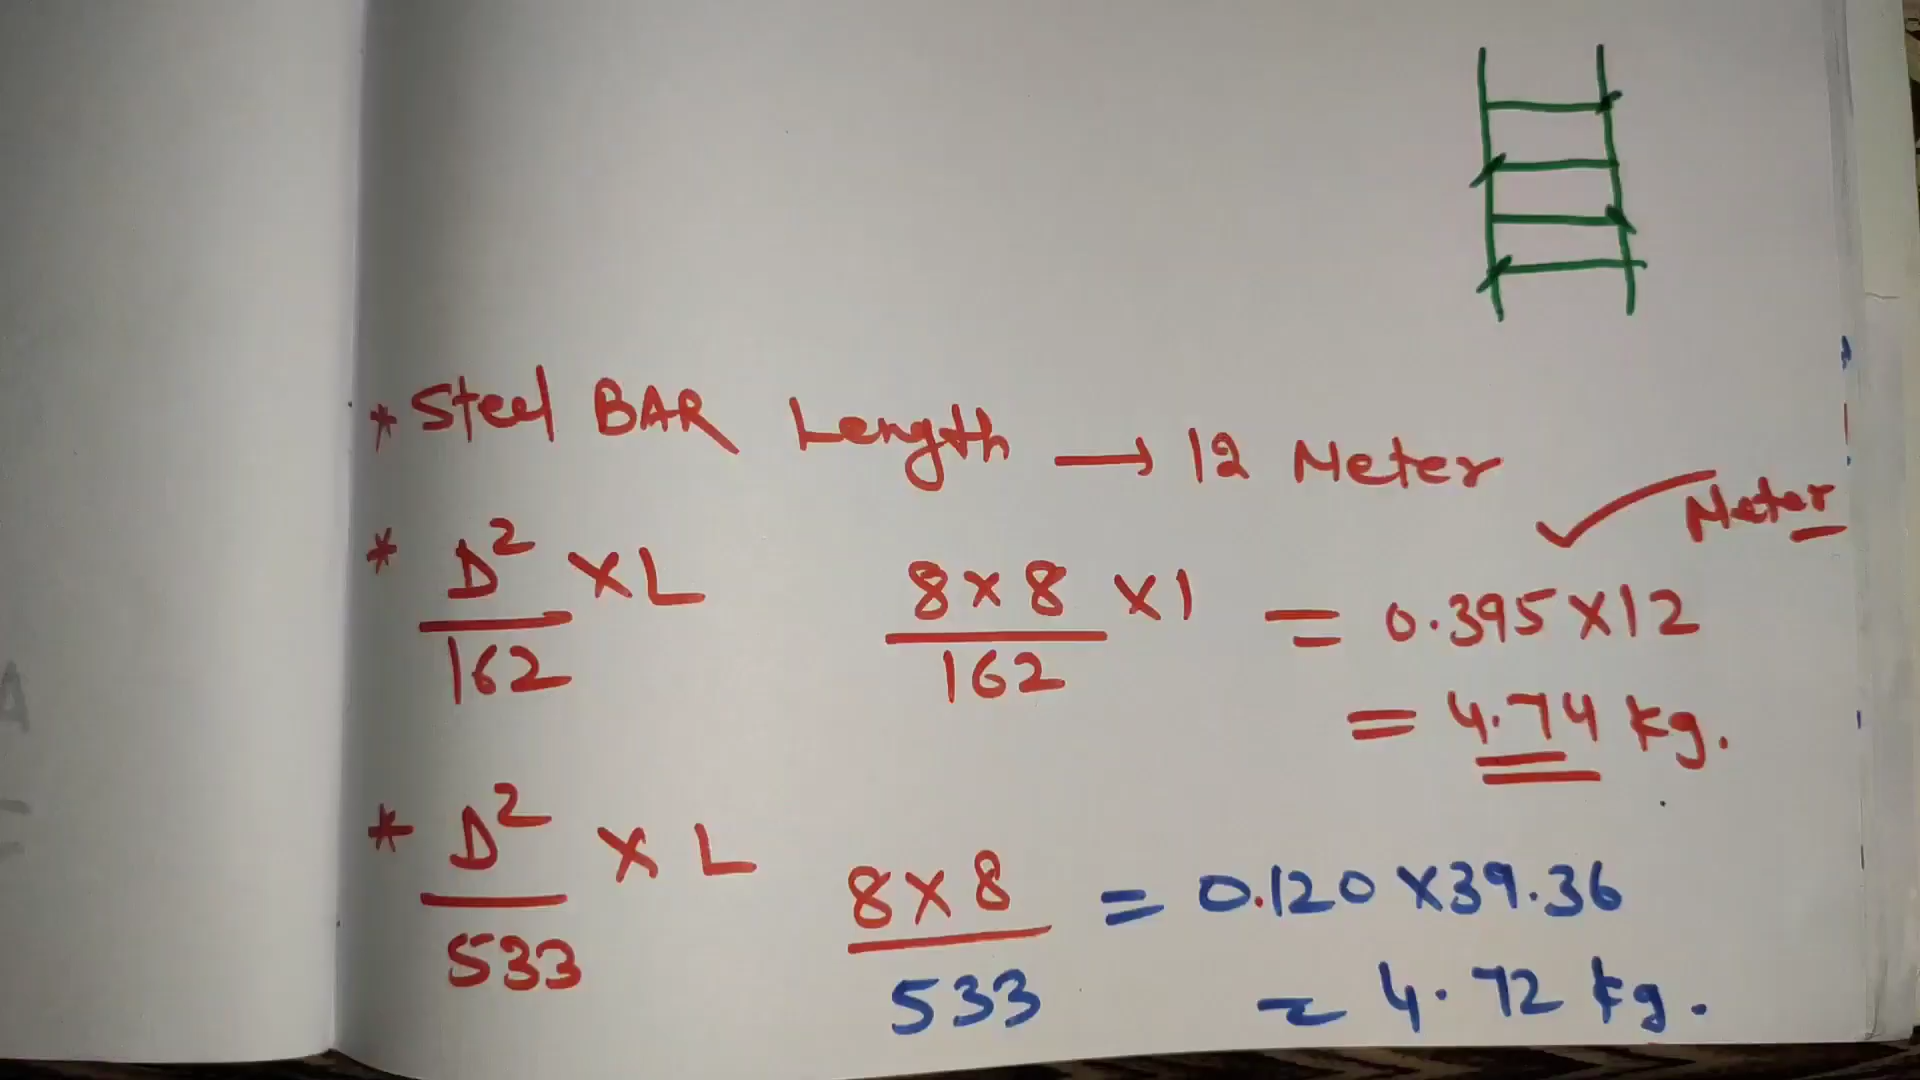 * Steel BAR Length → 12 Meter
Meter
* D²/162 × L 8×8/162 ×1 = 0.395×12
= 4.74 kg.
* D²/533 × L 8×8/533 = 0.120×39.36
= 4.72 kg.